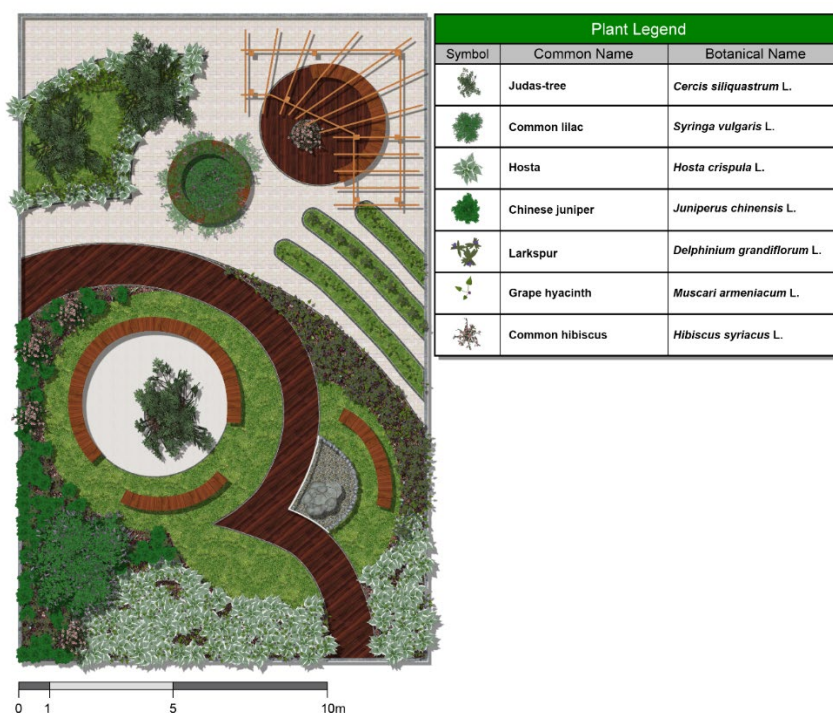 Plant Legend
Symbol Common Name Botanical Name
Judas-tree Cercis siliquastrum L.
Common lilac Syringa vulgaris L.
Hosta Hosta crispula L.
Chinese juniper Juniperus chinensis L.
Larkspur Delphinium grandiflorum L.
Grape hyacinth Muscari armeniacum L.
Common hibiscus Hibiscus syriacus L.
0 1 5 10m